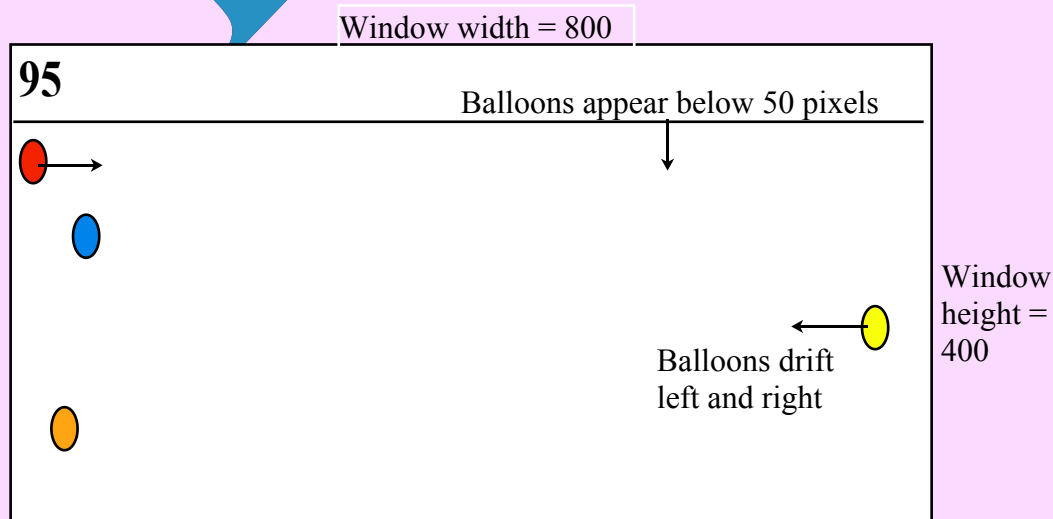 Window width = 800
95
Balloons appear below 50 pixels
Window
height =
400
Balloons drift
left and right